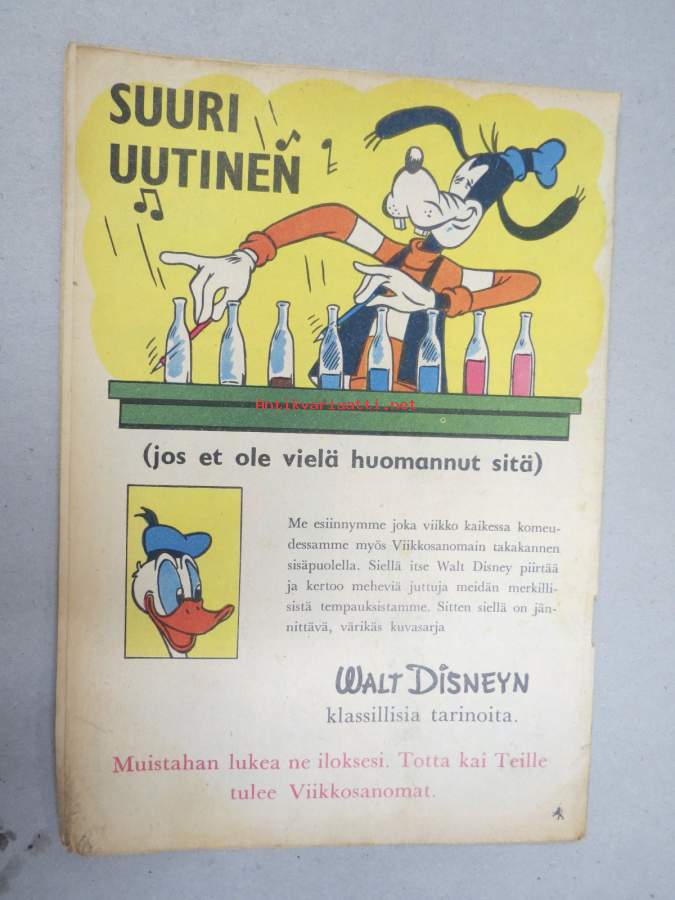 SUURI
UUTINEN
Antikvariaatti.net
(jos et ole vielä huomannut sitä)
Me esiinnymme joka viikko kaikessa komeu-
dessamme myös Viikkosanomain takakannen
sisäpuolella. Siellä itse Walt Disney piirtää
ja kertoo meheviä juttuja meidän merkilli-
sistä tempauksistamme. Sitten siellä on jän-
nittävä, värikäs kuvasarja
WALT DISNEYN
klassillisia tarinoita.
Muistahan lukea ne iloksesi. Totta kai Teille
tulee Viikkosanomat.